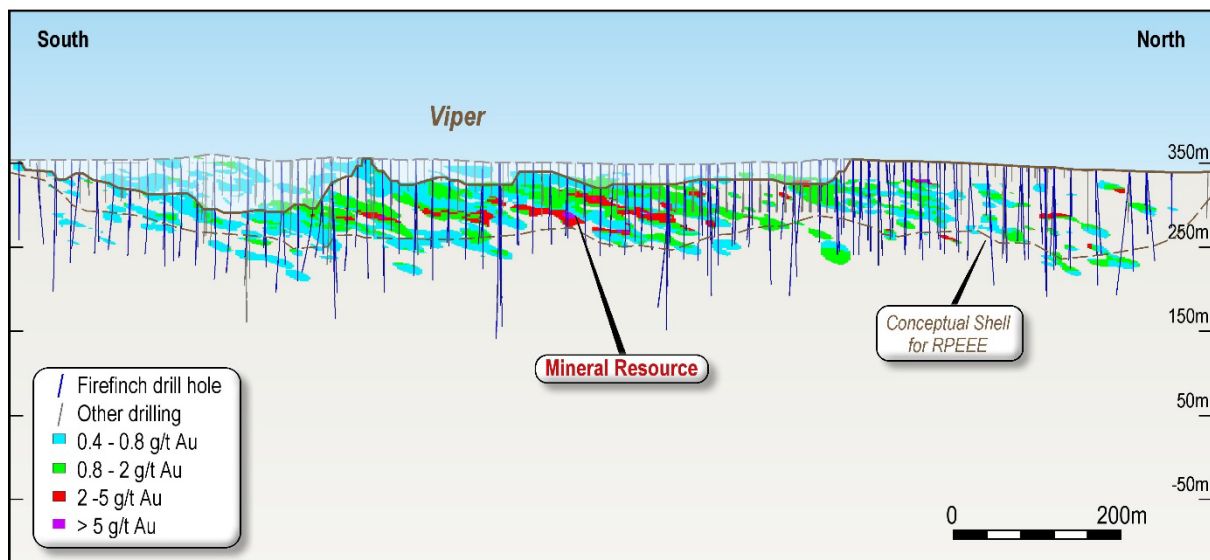 South
North
Viper
350m
250m
150m
50m
-50m
Mineral Resource
Conceptual Shell
for RPEEE
Firefinch drill hole
Other drilling
0.4 - 0.8 g/t Au
0.8 - 2 g/t Au
2 -5 g/t Au
> 5 g/t Au
0
200m